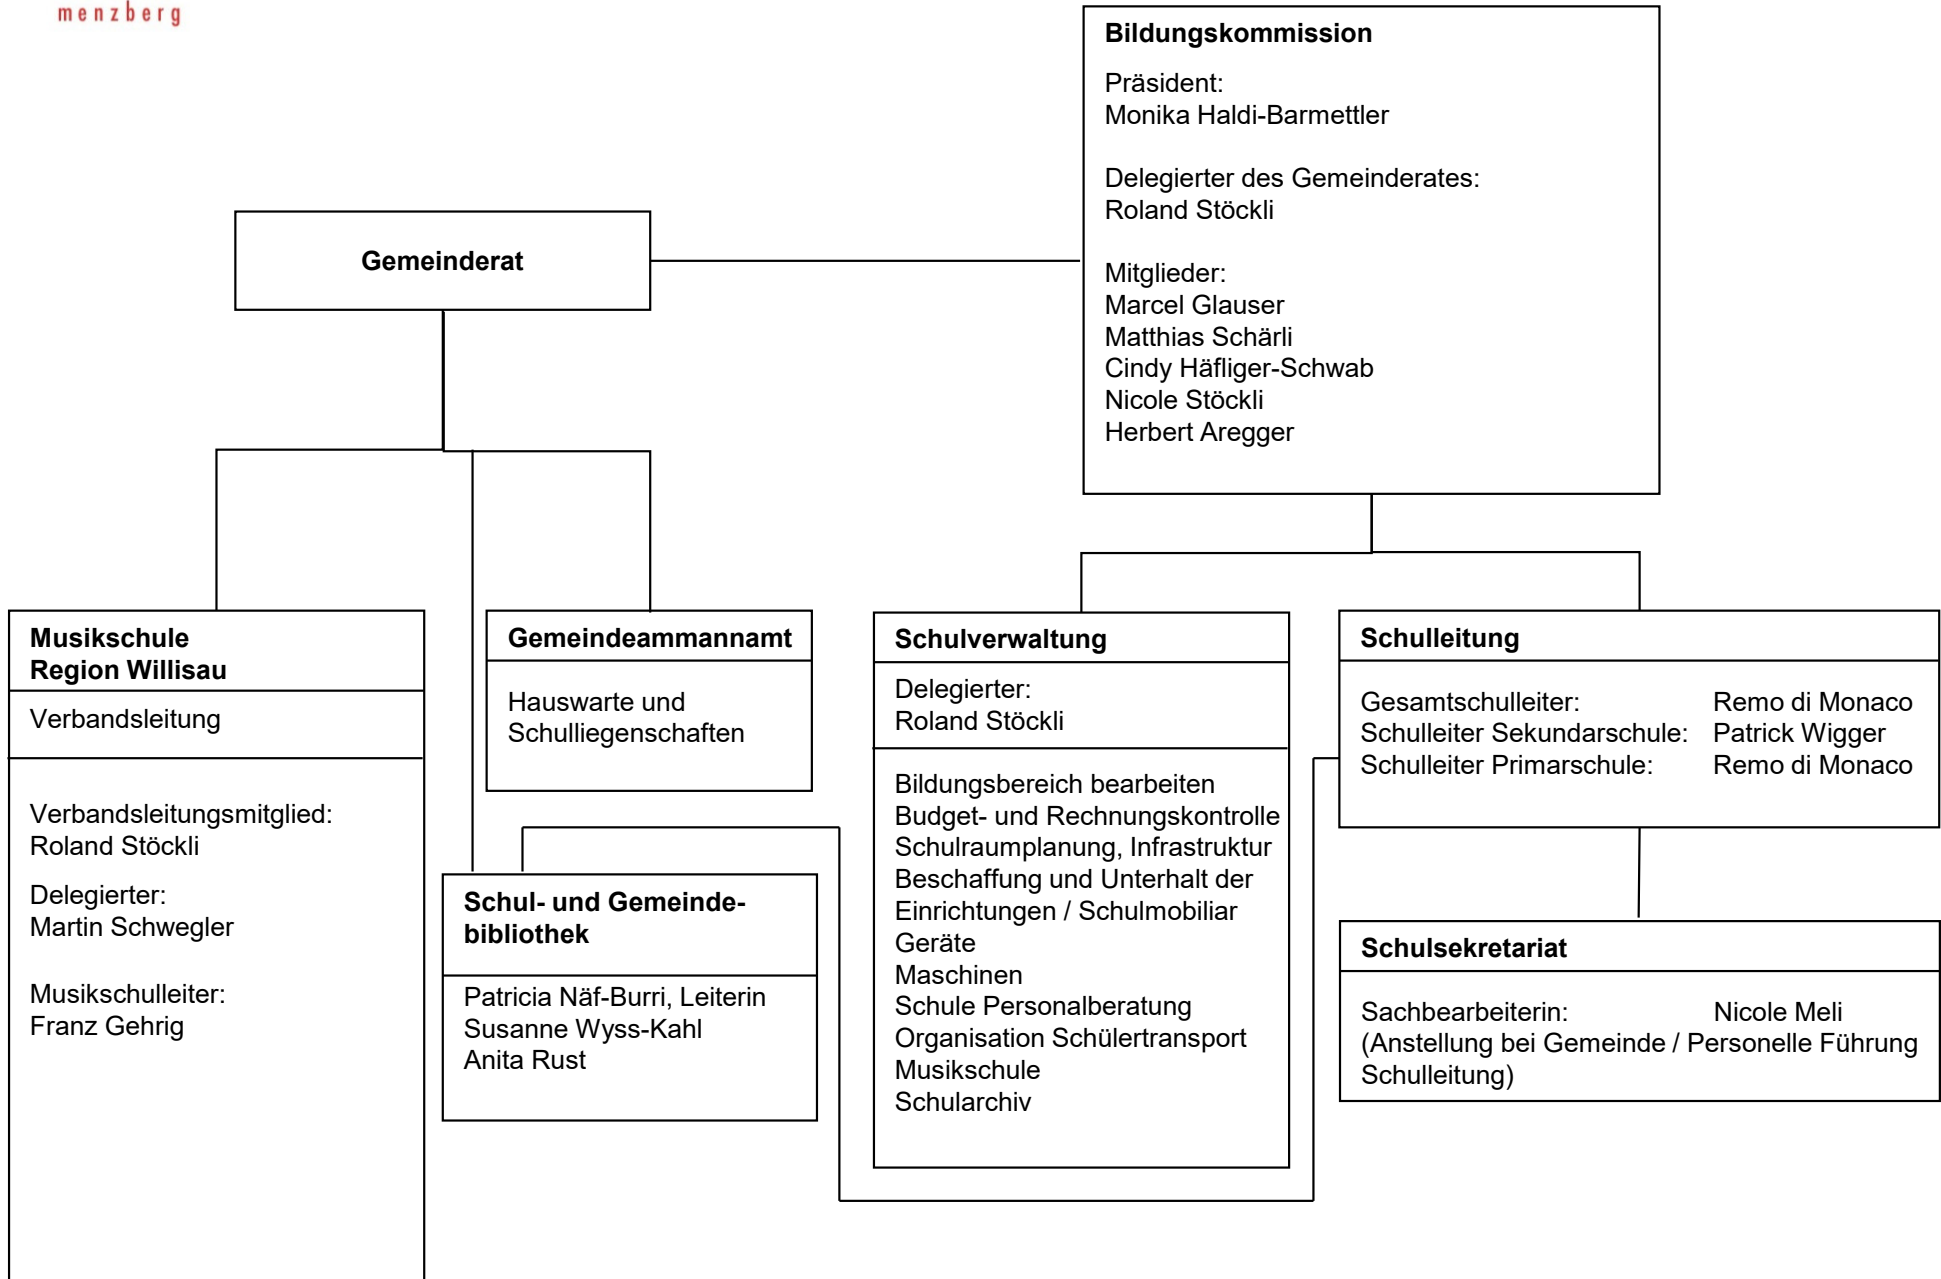 menzberg
Bildungskommission
Präsident:
Monika Haldi-Barmettler
Delegierter des Gemeinderates:
Roland Stöckli
Mitglieder:
Marcel Glauser
Matthias Schärli
Cindy Häfliger-Schwab
Nicole Stöckli
Herbert Aregger
Gemeinderat
Musikschule
Region Willisau
Verbandsleitung
Verbandsleitungsmitglied:
Roland Stöckli
Delegierter:
Martin Schwegler
Musikschulleiter:
Franz Gehrig
Gemeindeammannamt
Hauswarte und
Schulliegenschaften
Schul- und Gemeinde-
bibliothek
Patricia Näf-Burri, Leiterin
Susanne Wyss-Kahl
Anita Rust
Schulverwaltung
Delegierter:
Roland Stöckli
Bildungsbereich bearbeiten
Budget- und Rechnungskontrolle
Schulraumplanung, Infrastruktur
Beschaffung und Unterhalt der
Einrichtungen / Schulmobiliar
Geräte
Maschinen
Schule Personalberatung
Organisation Schülertransport
Musikschule
Schularchiv
Schulleitung
Gesamtschulleiter: Remo di Monaco
Schulleiter Sekundarschule: Patrick Wigger
Schulleiter Primarschule: Remo di Monaco
Schulsekretariat
Sachbearbeiterin: Nicole Meli
(Anstellung bei Gemeinde / Personelle Führung
Schulleitung)